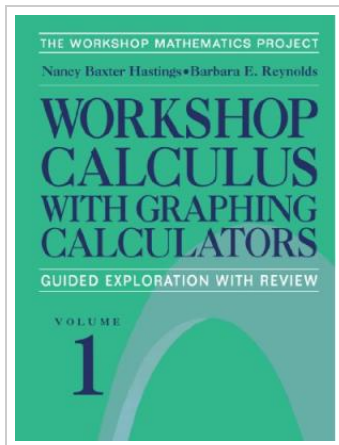 THE WORKSHOP MATHEMATICS PROJECT
Nancy Baxter Hastings•Barbara E. Reynolds
WORKSHOP
CALCULUS
WITH GRAPHING
CALCULATORS
GUIDED EXPLORATION WITH REVIEW
VOLUME
1